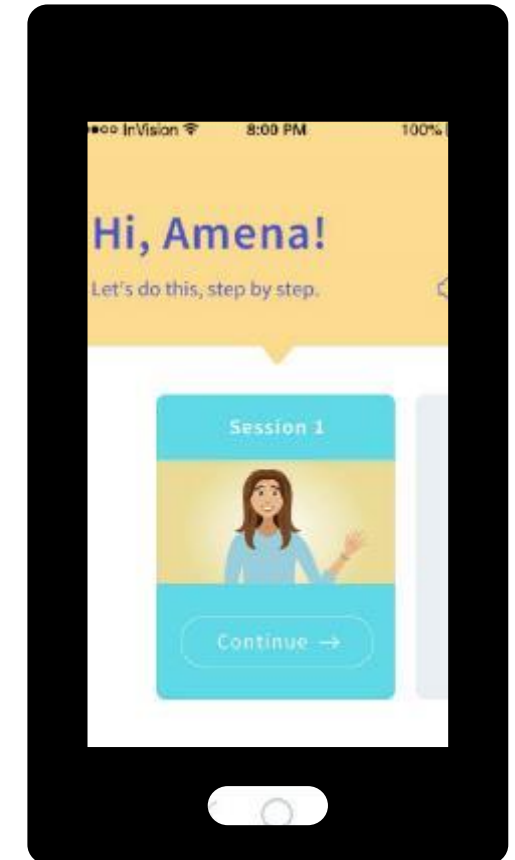 InVision 8:00 PM 100%
Hi, Amena!
Let's do this, step by step.
Session 1
Continue →